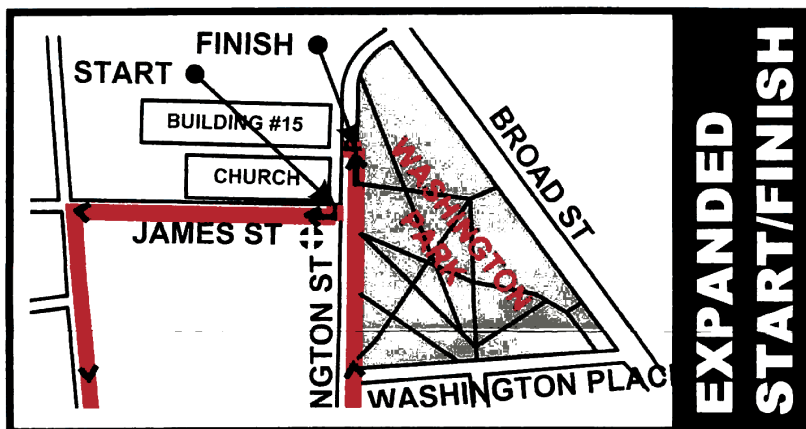 FINISH
START
BUILDING #15
CHURCH
JAMES ST
NGTON ST
WASHINGTON
PARK
BROAD ST
WASHINGTON PLAC
EXPANDED
START/FINISH